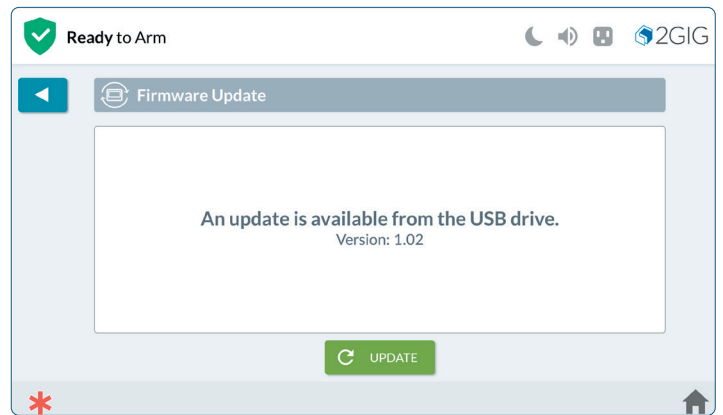 Ready to Arm
2GIG
Firmware Update
An update is available from the USB drive.
Version: 1.02
UPDATE